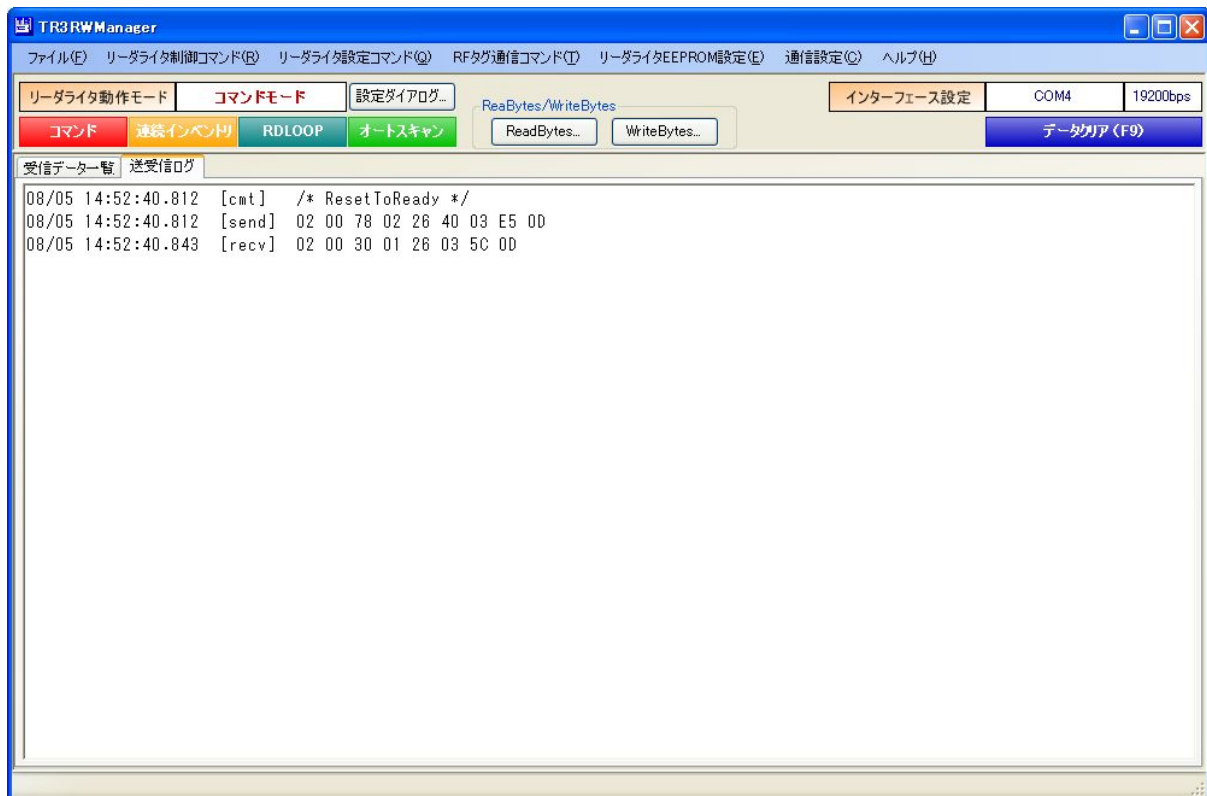 TR3RWManager
ファイル(F) リーダライタ制御コマンド(R) リーダライタ設定コマンド(Q) RFタグ通信コマンド(T) リーダライタEEPROM設定(E) 通信設定(C) ヘルプ(H)
リーダライタ動作モード コマンドモード 設定ダイアログ... ReaBytes/WriteBytes インターフェース設定 COM4 19200bps
コマンド 連続インベントリ RDLOOP オートスキャン ReadBytes... WriteBytes... データクリア(F9)
受信データ一覧 送受信ログ
08/05 14:52:40.812 [cmt] /* ResetToReady */
08/05 14:52:40.812 [send] 02 00 78 02 26 40 03 E5 0D
08/05 14:52:40.843 [recv] 02 00 30 01 26 03 5C 0D